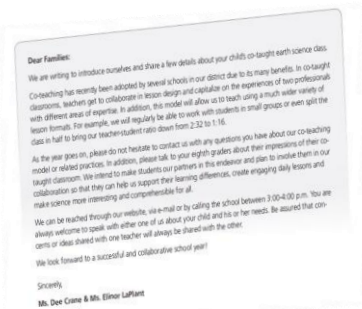 Dear Families:
We are writing to introduce ourselves and share a few details about your child's co-taught earth science class.
Co-teaching has recently been adopted by several schools in our district due to its many benefits. In co-taught
classrooms, teachers get to collaborate in lesson design and capitalize on the experiences of two professionals
with different areas of expertise. In addition, this model will allow us to teach using a much wider variety of
lesson formats. For example, we will regularly be able to work with students in small groups or even split the
class in half to bring our teacher-student ratio down from 2:32 to 1:16.
As the year goes on, please do not hesitate to contact us with any questions you have about our co-teaching
model or related practices. In addition, please talk to your eighth graders about their impressions of their co-
taught classroom. We intend to make students our partners in this endeavor and plan to involve them in our
collaboration so that they can help us support their learning differences, create engaging daily lessons and
make science more interesting and comprehensible for all.
We can be reached through our website, via e-mail or by calling the school between 3:00-4:00 p.m. You are
always welcome to speak with either one of us about your child and his or her needs. Be assured that con-
cerns or ideas shared with one teacher will always be shared with the other.
We look forward to a successful and collaborative school year!
Sincerely,
Ms. Dee Crane & Ms. Elinor LaPlant